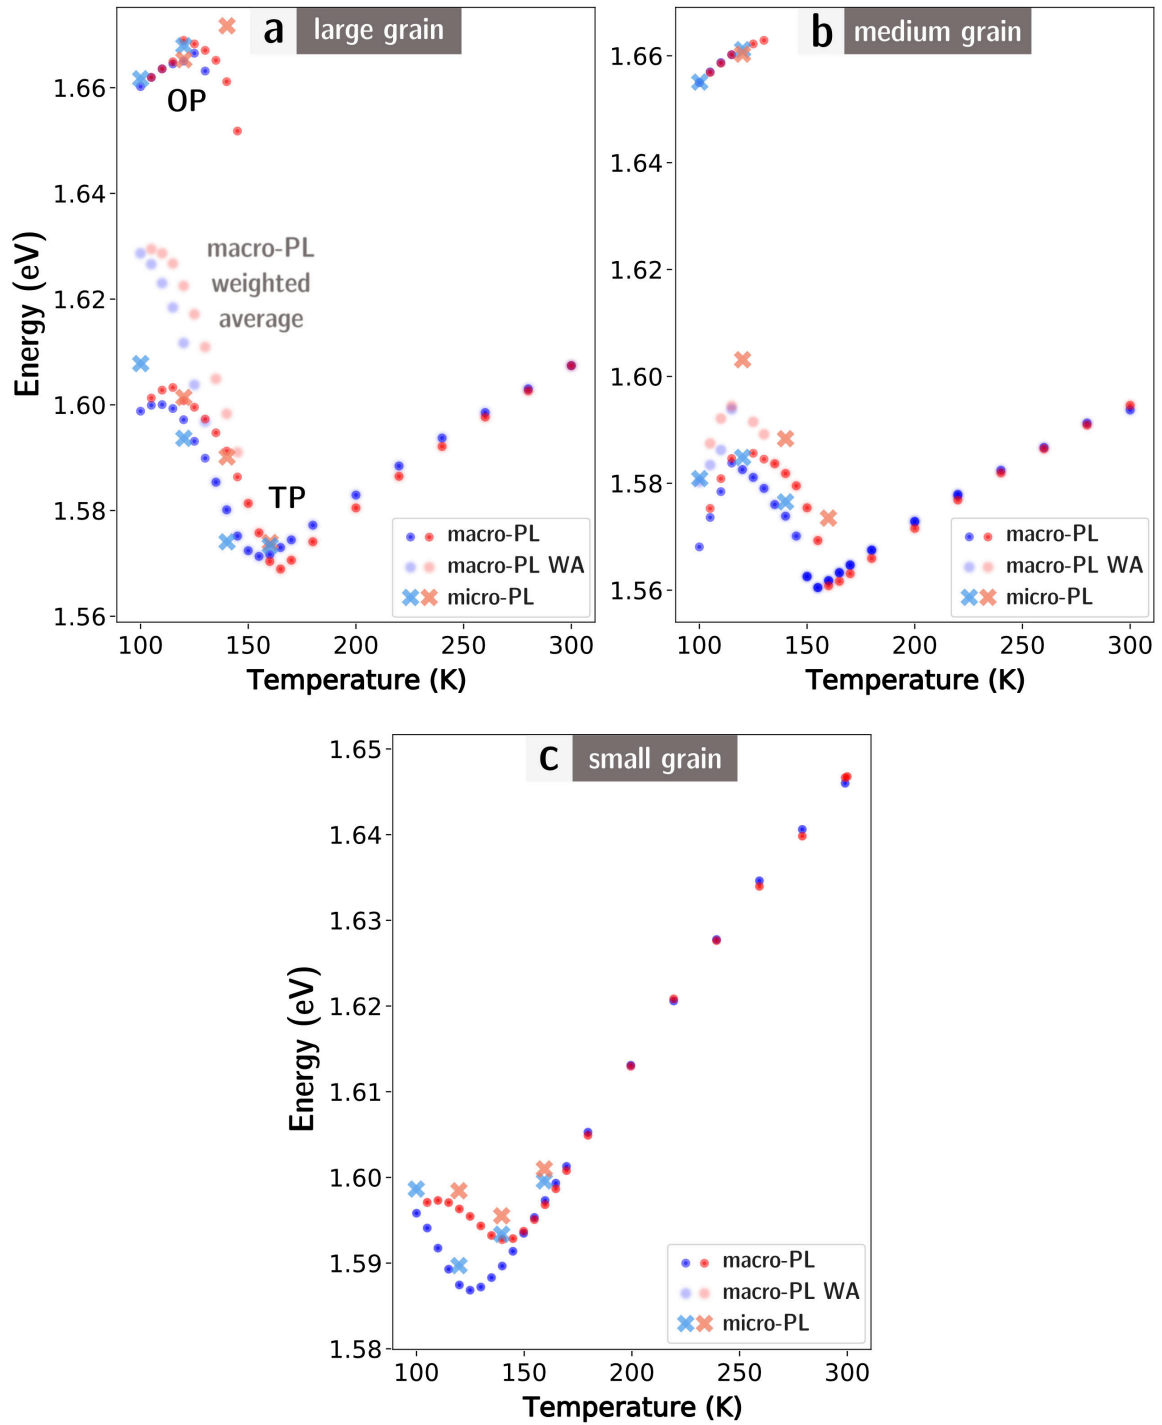 a large grain
1.66
1.64
1.62
1.60
1.58
1.56
Energy (eV)
OP
macro-PL
weighted
average
TP
macro-PL
macro-PL WA
micro-PL
100 150 200 250 300
Temperature (K)
b medium grain
1.66
1.64
1.62
1.60
1.58
1.56
macro-PL
macro-PL WA
micro-PL
100 150 200 250 300
Temperature (K)
c small grain
1.65
1.64
1.63
1.62
1.61
1.60
1.59
1.58
Energy (eV)
macro-PL
macro-PL WA
micro-PL
100 150 200 250 300
Temperature (K)